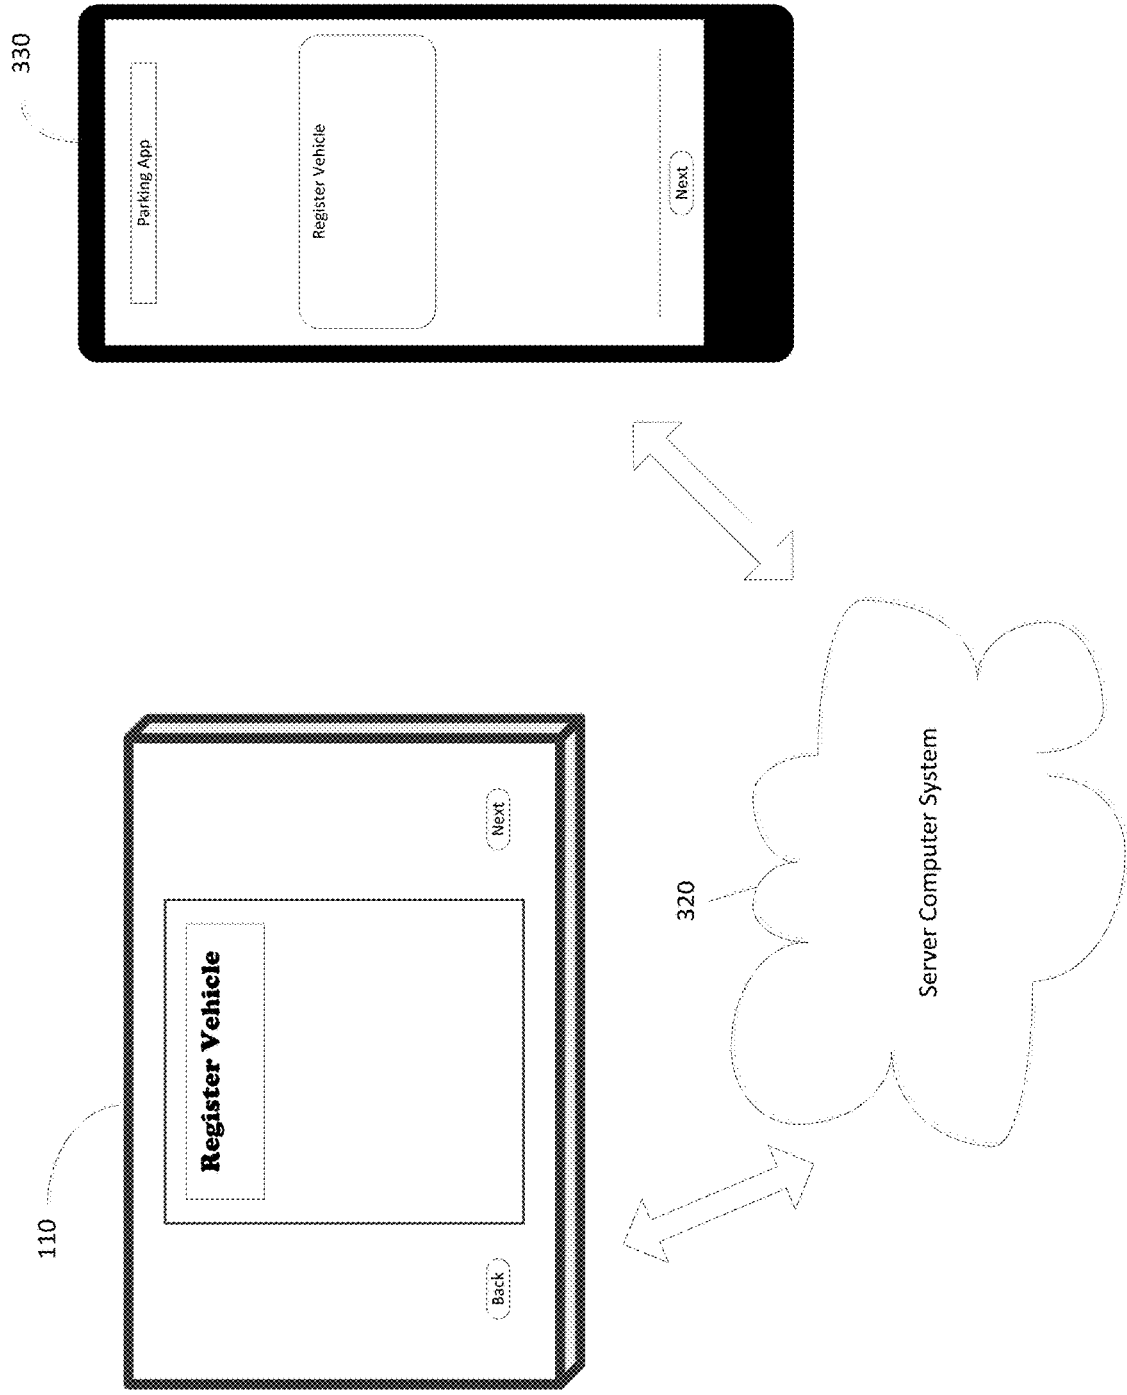 110
Register Vehicle
Back
Next
330
Parking App
Register Vehicle
Next
320
Server Computer System